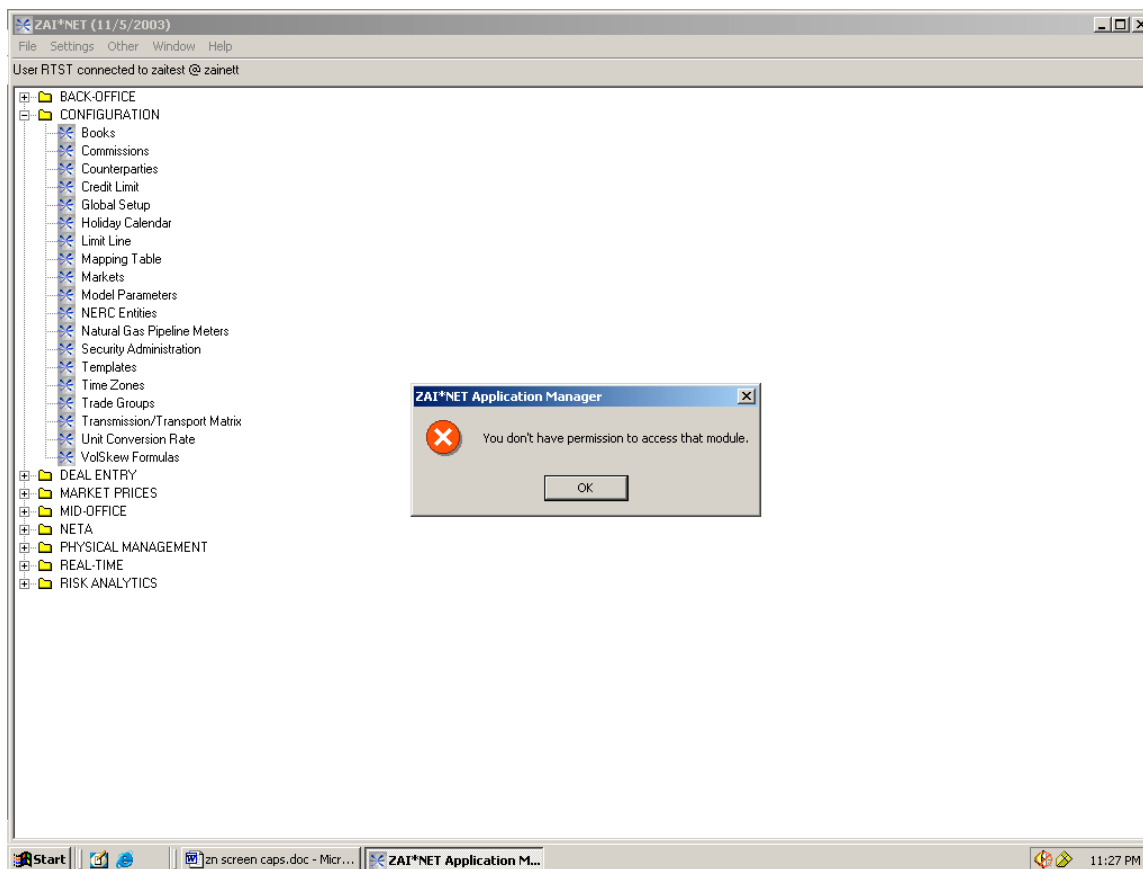 ZAI*NET (11/5/2003)
File Settings Other Window Help
User RTST connected to zaitest @ zainett
BACK-OFFICE
CONFIGURATION
Books
Commissions
Counterparties
Credit Limit
Global Setup
Holiday Calendar
Limit Line
Mapping Table
Markets
Model Parameters
NERC Entities
Natural Gas Pipeline Meters
Security Administration
Templates
Time Zones
Trade Groups
Transmission/Transport Matrix
Unit Conversion Rate
VolSkew Formulas
DEAL ENTRY
MARKET PRICES
MID-OFFICE
NETA
PHYSICAL MANAGEMENT
REAL-TIME
RISK ANALYTICS
ZAI*NET Application Manager
You don't have permission to access that module.
OK
Start zn screen caps.doc - Micr... ZAI*NET Application M... 11:27 PM